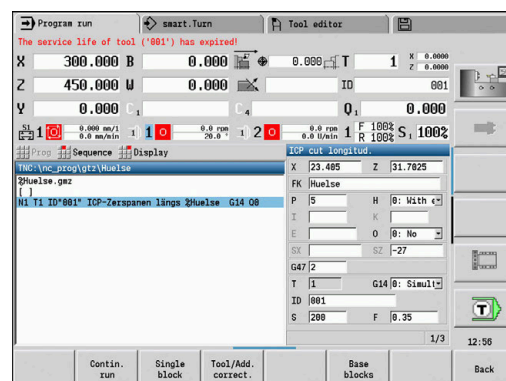 Program run smart.Turn Tool editor
The service life of tool ('001') has expired!
X 300.000 B 0.000 0.000 T 1 X 0.0000 Z 0.0000
Z 450.000 U 0.000 ID 001
Y 0.000 C 1 C 4 Q 1 0.000
S1 1 0.000 mm/1 0.0 mm/min 1) 1 0.0 rpm 20.0 ° 1) 2 0.0 rpm 0.0 U/min 1 F 100% R 100% S1 100%
Prog Sequence Display
ICP cut longitud.
TNC:\nc_prog\gtz\Huelse
%Huelse.gmz
[ ]
N1 T1 ID"001" ICP-Zerspanen längs %Huelse G14 Q0
X 23.405 Z 31.7025
FK Huelse
P 5 H 0: With
I K
E O 0: No
SX SZ -27
G47 2
T 1 G14 0: Simult
ID 001
S 200 F 0.35
1/3
12:56
Contin. run
Single block
Tool/Add. correct.
Base blocks
Back